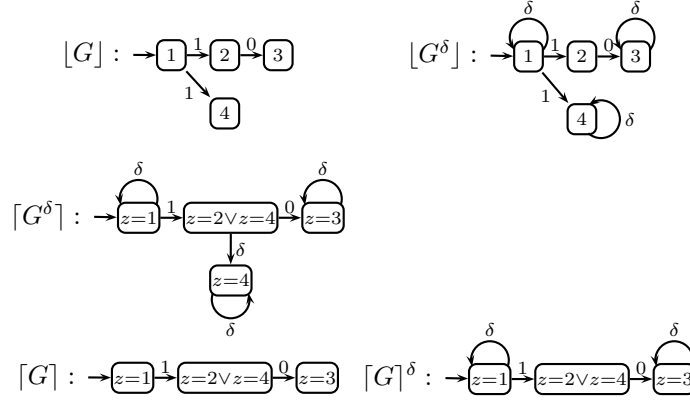 δ δ
⌊G⌋ : 1 1 2 0 3 ⌊G^δ⌋ : 1 1 2 0 3
1 4 1 4 δ
δ δ
⌈G^δ⌉ : z=1 1 z=2∨z=4 0 z=3
δ
z=4
δ
δ δ
⌈G⌉ : z=1 1 z=2∨z=4 0 z=3 ⌈G⌉^δ : z=1 1 z=2∨z=4 0 z=3